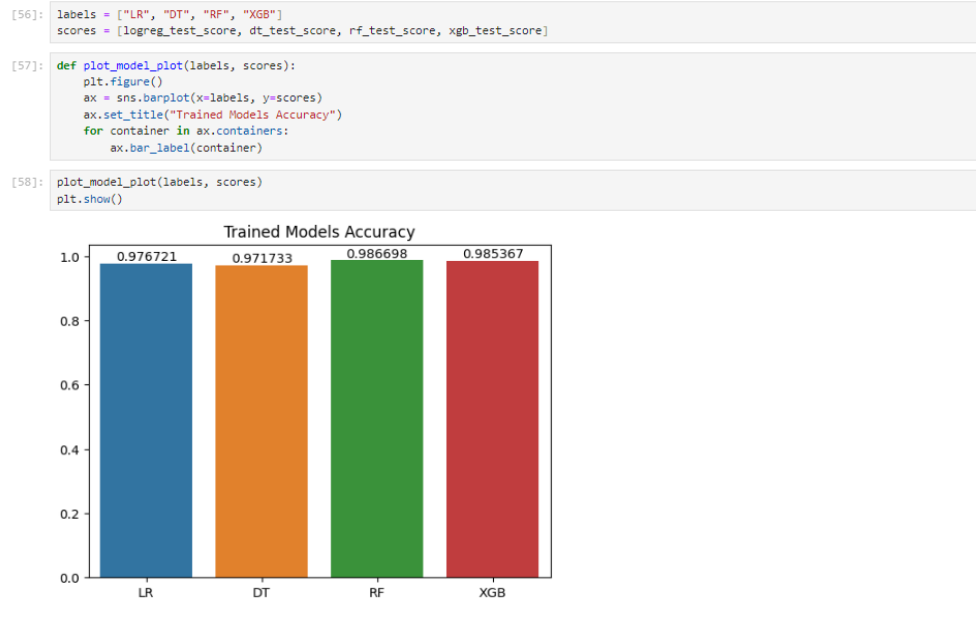 [56]: labels = ["LR", "DT", "RF", "XGB"]
scores = [logreg_test_score, dt_test_score, rf_test_score, xgb_test_score]
[57]: def plot_model_plot(labels, scores):
plt.figure()
ax = sns.barplot(x=labels, y=scores)
ax.set_title("Trained Models Accuracy")
for container in ax.containers:
ax.bar_label(container)
[58]: plot_model_plot(labels, scores)
plt.show()
Trained Models Accuracy
0.976721 0.971733 0.986698 0.985367
1.0
0.8
0.6
0.4
0.2
0.0
LR DT RF XGB